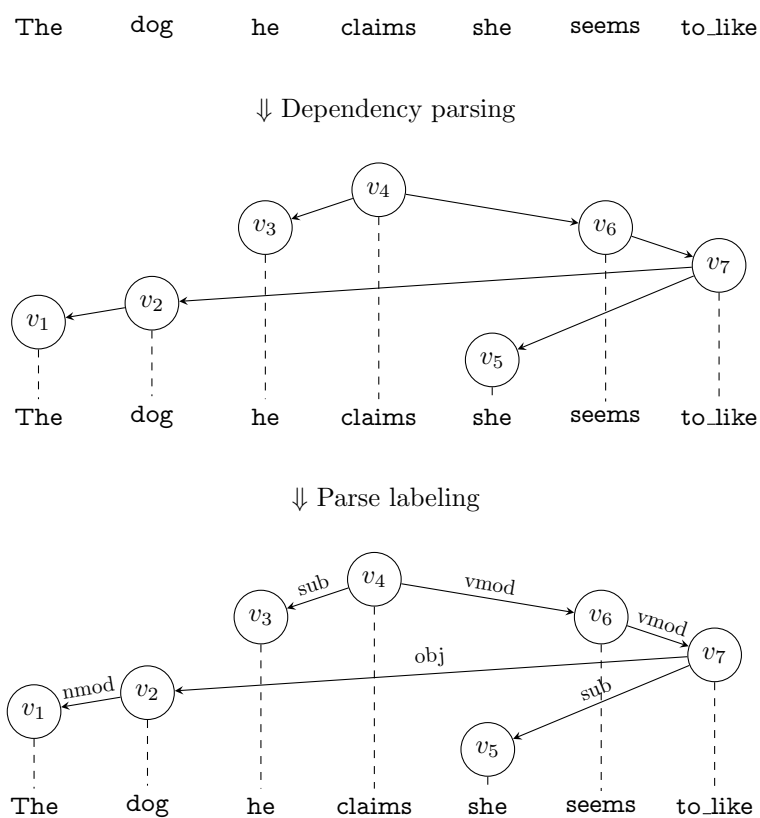 The dog he claims she seems to_like
⇓ Dependency parsing
v4
v3 v6
v7
v2
v1
v5
The dog he claims she seems to_like
⇓ Parse labeling
v4
sub vmod
v3 v6
vmod
v7
obj
nmod v2
sub
v1
v5
The dog he claims she seems to_like